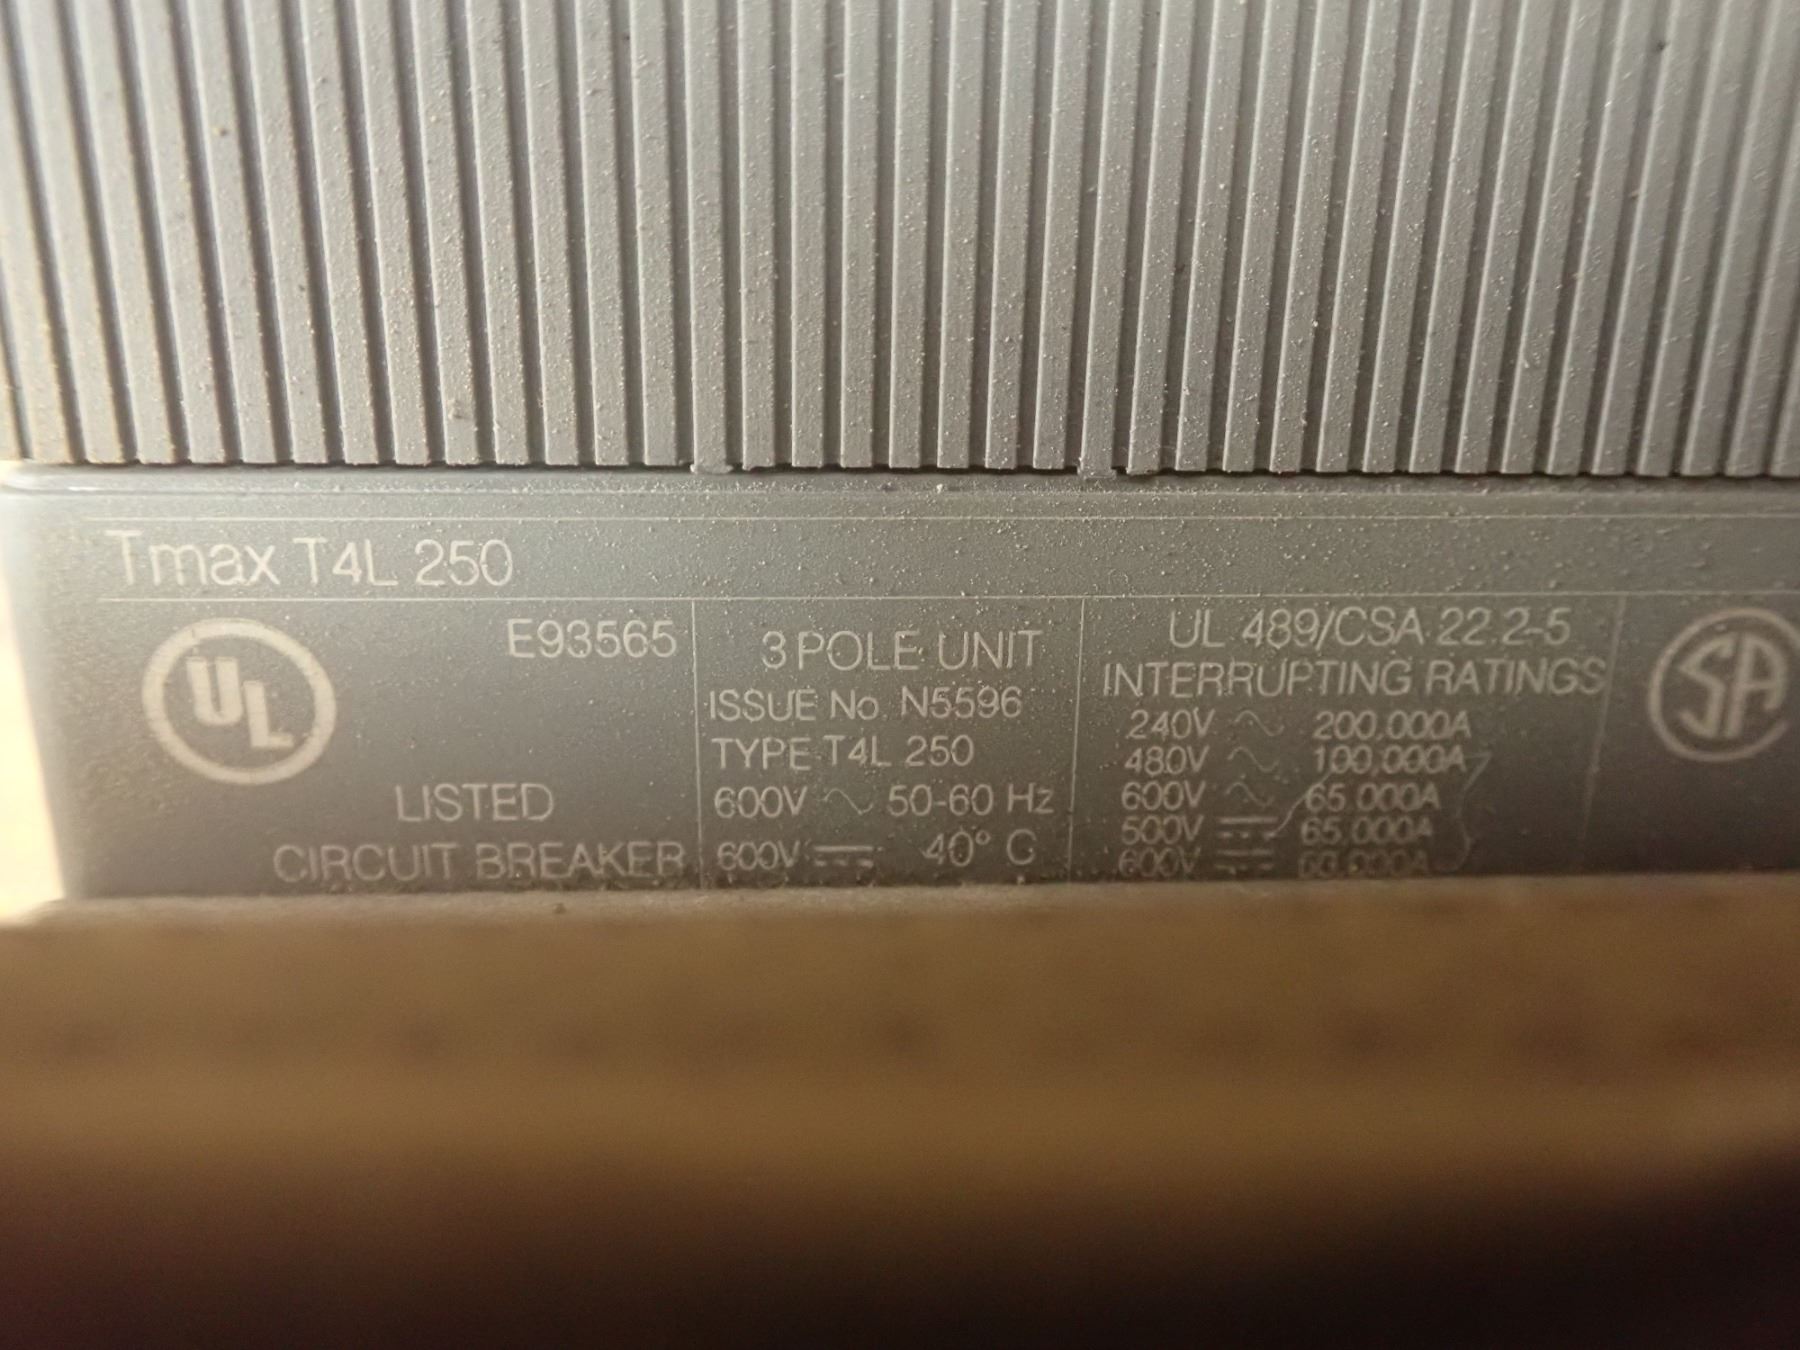 Tmax T4L 250
UL
E93565
LISTED
CIRCUIT BREAKER
3 POLE UNIT
ISSUE No. N5596
TYPE T4L 250
600V ~ 50-60 Hz
600V ⎓ 40° C
UL 489/CSA 22.2-5
INTERRUPTING RATINGS
240V ~ 200.000A
480V ~ 100.000A
600V ~ 65.000A
500V ⎓ 65.000A
600V ⎓
SA